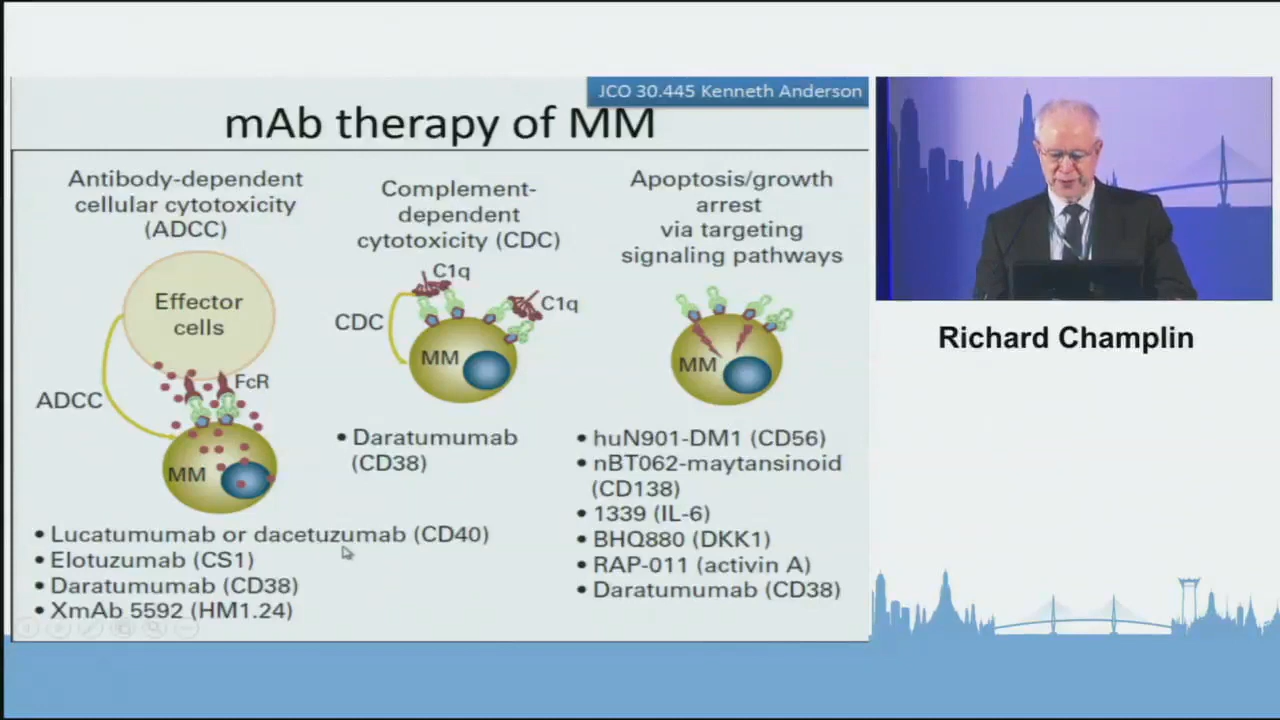 JCO 30.445 Kenneth Anderson
mAb therapy of MM
Antibody-dependent
cellular cytotoxicity
(ADCC)
Effector
cells
FcR
ADCC
MM
• Lucatumumab or dacetuzumab (CD40)
• Elotuzumab (CS1)
• Daratumumab (CD38)
• XmAb 5592 (HM1.24)
Complement-
dependent
cytotoxicity (CDC)
C1q
C1q
CDC
MM
• Daratumumab
(CD38)
Apoptosis/growth
arrest
via targeting
signaling pathways
MM
• huN901-DM1 (CD56)
• nBT062-maytansinoid
(CD138)
• 1339 (IL-6)
• BHQ880 (DKK1)
• RAP-011 (activin A)
• Daratumumab (CD38)
Richard Champlin